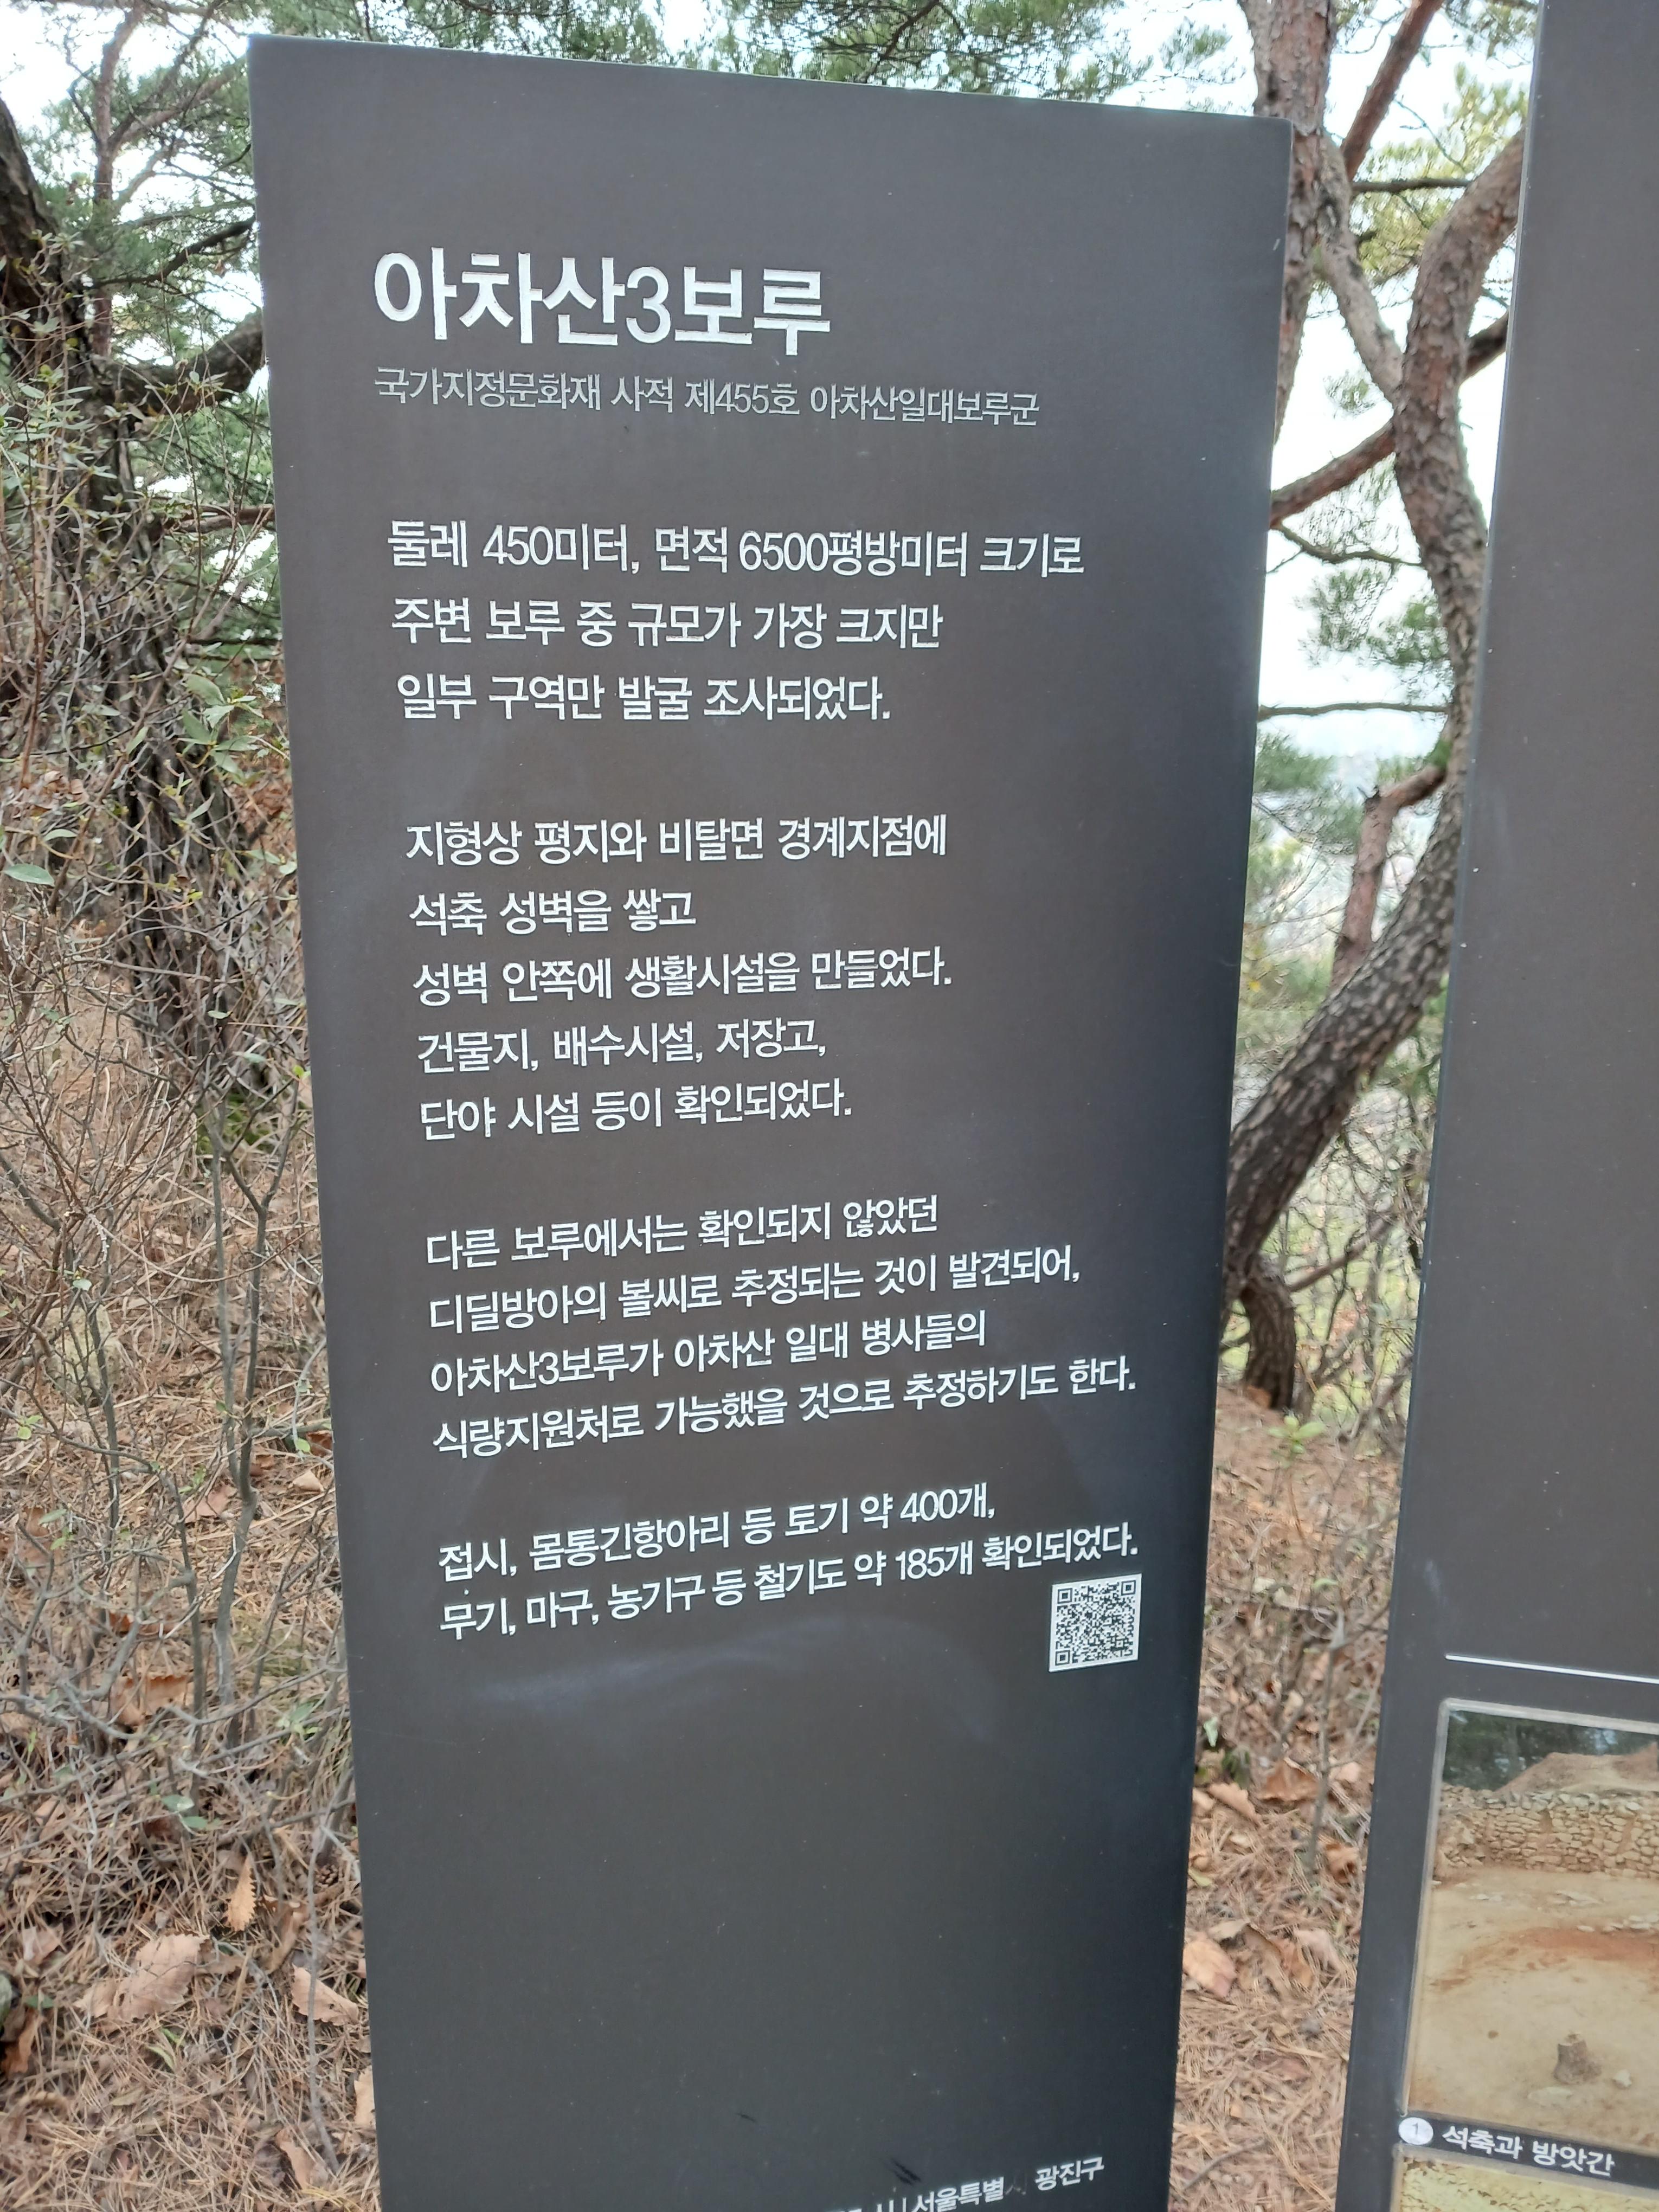 아차산3보루
국가지정문화재 사적 제455호 아차산일대보루군
둘레 450미터, 면적 6500평방미터 크기로
주변 보루 중 규모가 가장 크지만
일부 구역만 발굴 조사되었다.
지형상 평지와 비탈면 경계지점에
석축 성벽을 쌓고
성벽 안쪽에 생활시설을 만들었다.
건물지, 배수시설, 저장고,
단야 시설 등이 확인되었다.
다른 보루에서는 확인되지 않았던
디딜방아의 볼씨로 추정되는 것이 발견되어,
아차산3보루가 아차산 일대 병사들의
식량지원처로 가능했을 것으로 추정하기도 한다.
접시, 몸통긴항아리 등 토기 약 400개,
무기, 마구, 농기구 등 철기도 약 185개 확인되었다.
광진구
1 석축과 방앗간